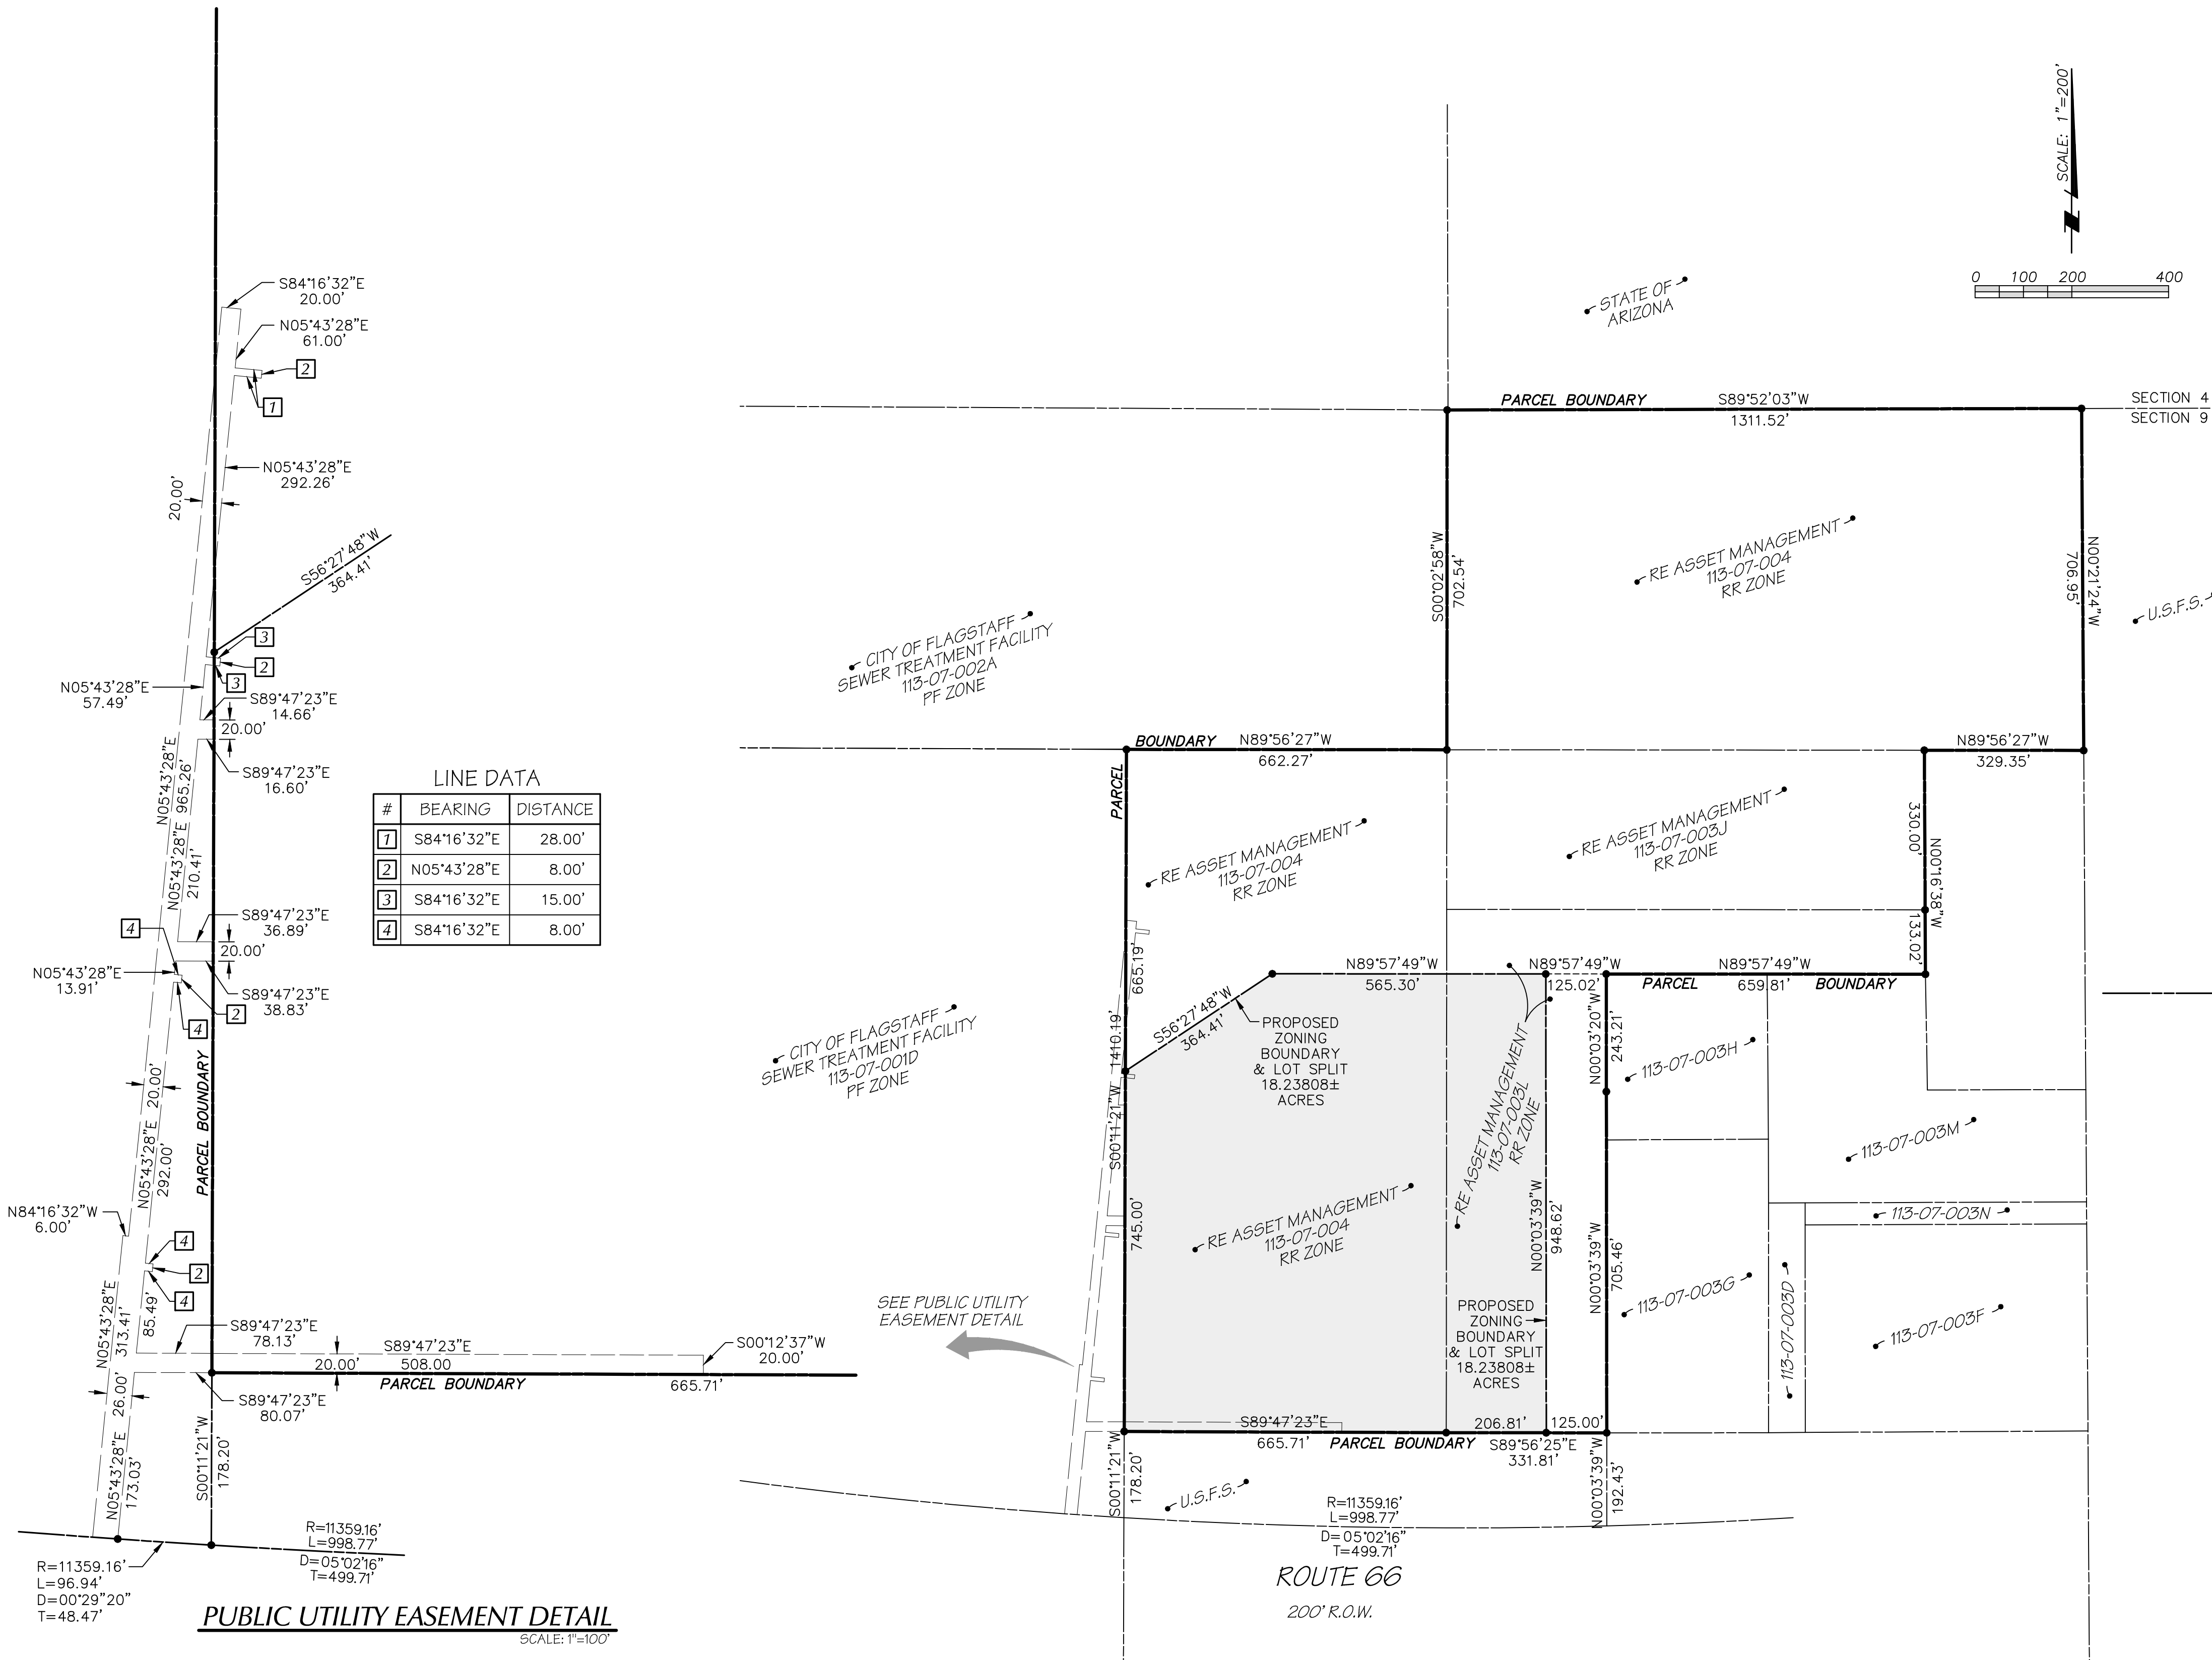 S84°16'32"E
20.00'
N05°43'28"E
61.00'
2
1
N05°43'28"E
292.26'
20.00'
S56°27'48"W
364.41'
3
2
3
N05°43'28"E
57.49'
S89°47'23"E
14.66'
20.00'
S89°47'23"E
16.60'
N05°43'28"E 965.26'
N05°43'28"E
210.41'
S89°47'23"E
36.89'
4
20.00'
N05°43'28"E
13.91'
S89°47'23"E
38.83'
2
4
20.00'
N05°43'28"E
292.00'
PARCEL BOUNDARY
N84°16'32"W
6.00'
4
2
4
N05°43'28"E
313.41'
85.49'
S89°47'23"E
78.13'
S89°47'23"E
508.00
20.00'
S00°12'37"W
20.00'
PARCEL BOUNDARY
665.71'
S89°47'23"E
80.07'
26.00'
N05°43'28"E
173.03'
S00°11'21"W
178.20'
R=11359.16'
L=998.77'
D=05°02'16"
T=499.71'
R=11359.16'
L=96.94'
D=00°29'20"
T=48.47'
PUBLIC UTILITY EASEMENT DETAIL
SCALE: 1"=100'
LINE DATA
# BEARING DISTANCE
1 S84°16'32"E 28.00'
2 N05°43'28"E 8.00'
3 S84°16'32"E 15.00'
4 S84°16'32"E 8.00'
SCALE: 1"=200'
N
0 100 200 400
STATE OF
ARIZONA
PARCEL BOUNDARY
S89°52'03"W
1311.52'
SECTION 4
SECTION 9
S00°02'58"W
702.54'
RE ASSET MANAGEMENT
113-07-004
RR ZONE
N00°21'24"W
706.95'
U.S.F.S.
CITY OF FLAGSTAFF
SEWER TREATMENT FACILITY
113-07-002A
PF ZONE
BOUNDARY
N89°56'27"W
662.27'
PARCEL
N89°56'27"W
329.35'
RE ASSET MANAGEMENT
113-07-004
RR ZONE
RE ASSET MANAGEMENT
113-07-003J
RR ZONE
330.00'
N00°16'38"W
133.02'
665.19'
N89°57'49"W
565.30'
N89°57'49"W
125.02'
N89°57'49"W
659.81'
PARCEL
BOUNDARY
S56°27'48"W
364.41'
CITY OF FLAGSTAFF
SEWER TREATMENT FACILITY
113-07-001D
PF ZONE
S00°11'21"W 1410.19'
PROPOSED
ZONING
BOUNDARY
& LOT SPLIT
18.23808±
ACRES
RE ASSET MANAGEMENT
113-07-003L
RR ZONE
N00°03'20"W
243.21'
113-07-003H
113-07-003M
745.00'
RE ASSET MANAGEMENT
113-07-004
RR ZONE
N00°03'39"W
948.62'
N00°03'39"W
705.46'
113-07-003N
113-07-003G
113-07-003D
113-07-003F
SEE PUBLIC UTILITY
EASEMENT DETAIL
PROPOSED
ZONING
BOUNDARY
& LOT SPLIT
18.23808±
ACRES
S89°47'23"E
665.71'
PARCEL BOUNDARY
206.81'
125.00'
S89°56'25"E
331.81'
S00°11'21"W
178.20'
U.S.F.S.
N00°03'39"W
192.43'
R=11359.16'
L=998.77'
D=05°02'16"
T=499.71'
ROUTE 66
200' R.O.W.